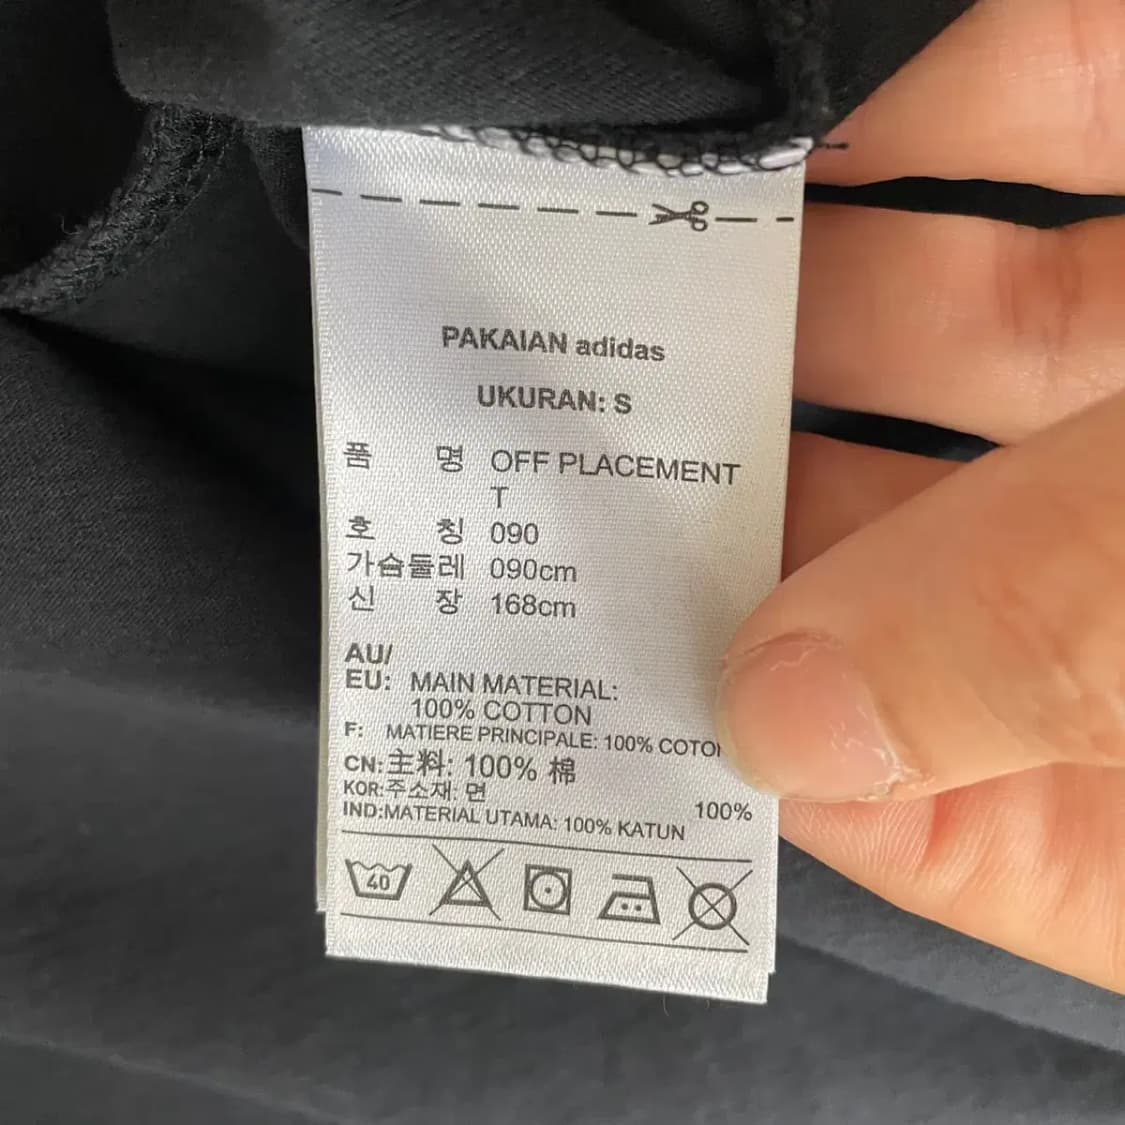 PAKAIAN adidas
UKURAN: S
품 명 OFF PLACEMENT
T
호 칭 090
가슴둘레 090cm
신 장 168cm
AU/
EU: MAIN MATERIAL:
100% COTTON
F: MATIERE PRINCIPALE: 100%
CN:主料: 100% 棉
KOR:주소재: 면 100%
IND:MATERIAL UTAMA: 100% KATUN
40